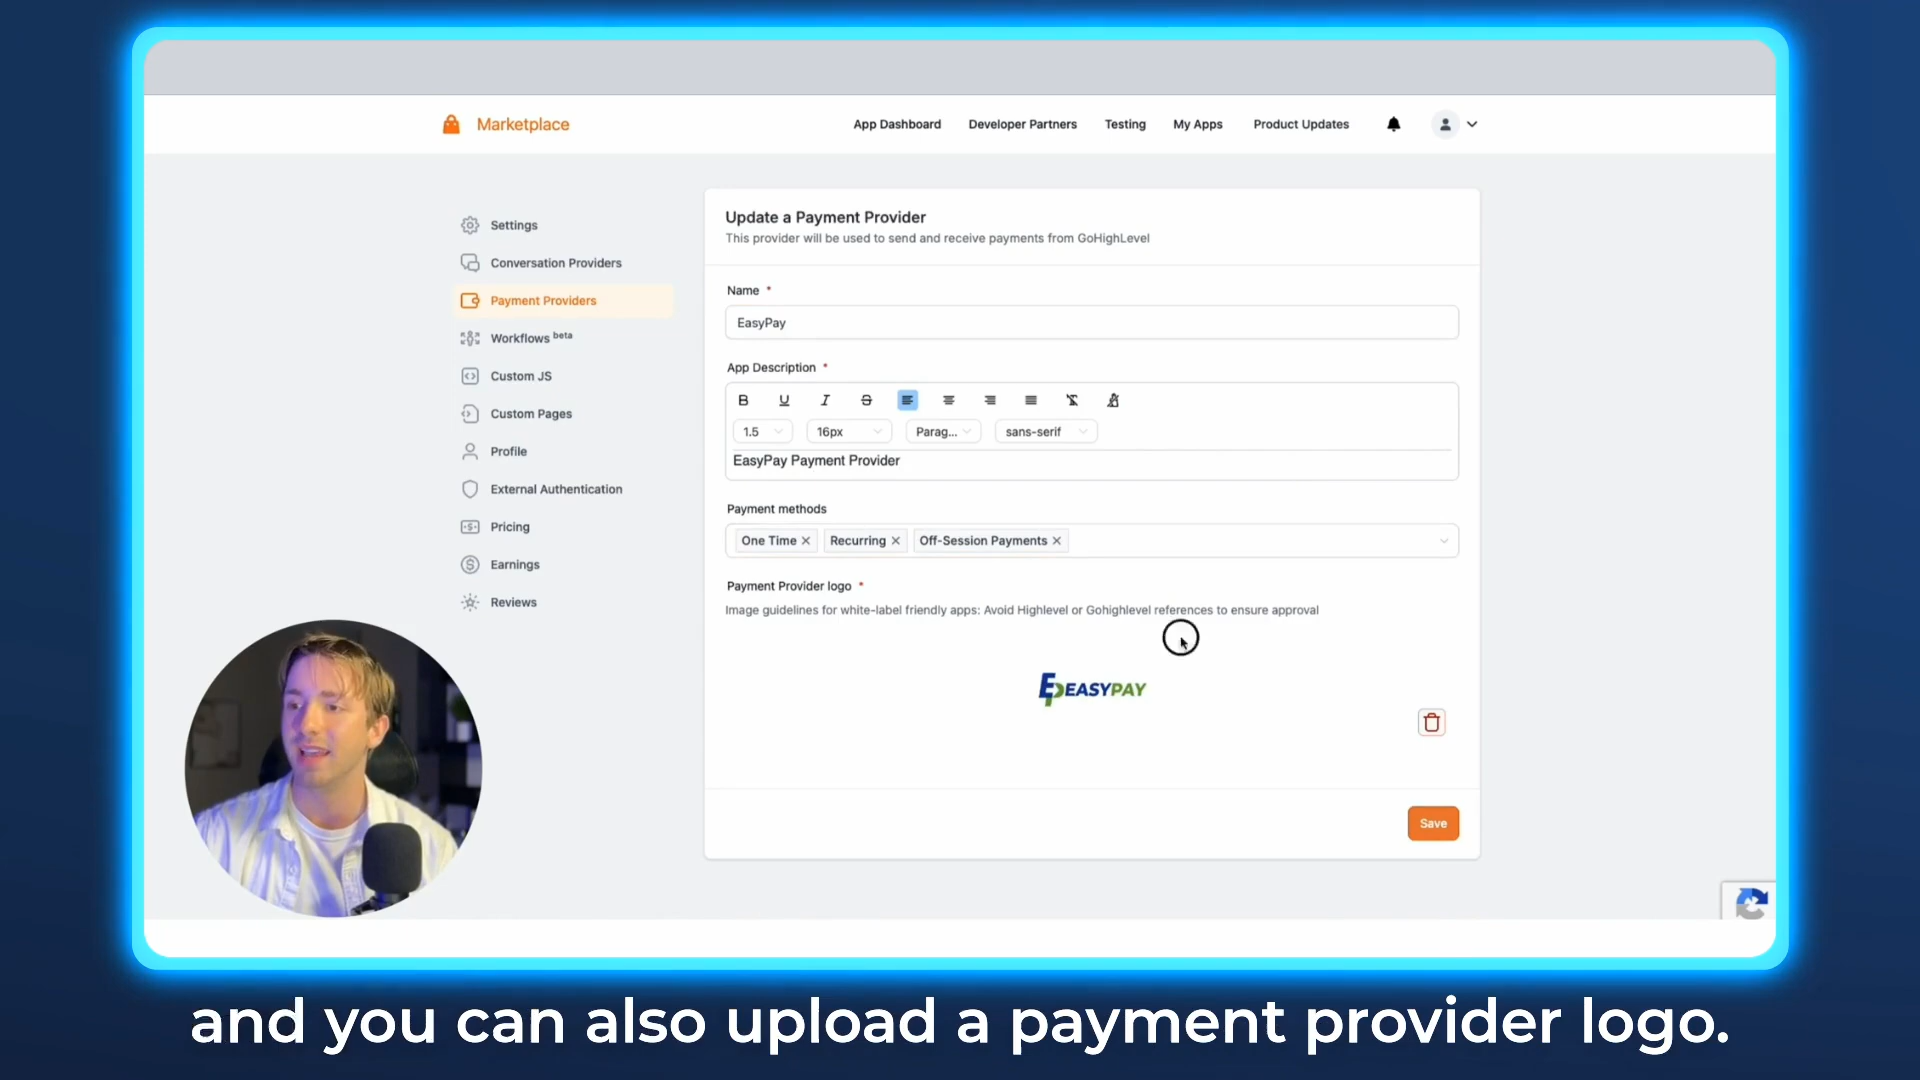 Marketplace
App Dashboard
Developer Partners
Testing
My Apps
Product Updates
Settings
Conversation Providers
Payment Providers
Workflows beta
Custom JS
Custom Pages
Profile
External Authentication
Pricing
Earnings
Reviews
Update a Payment Provider
This provider will be used to send and receive payments from GoHighLevel
Name *
EasyPay
App Description *
B U I S
1.5 16px Parag... sans-serif
EasyPay Payment Provider
Payment methods
One Time × Recurring × Off-Session Payments ×
Payment Provider logo *
Image guidelines for white-label friendly apps: Avoid Highlevel or Gohighlevel references to ensure approval
EP EASYPAY
Save
and you can also upload a payment provider logo.